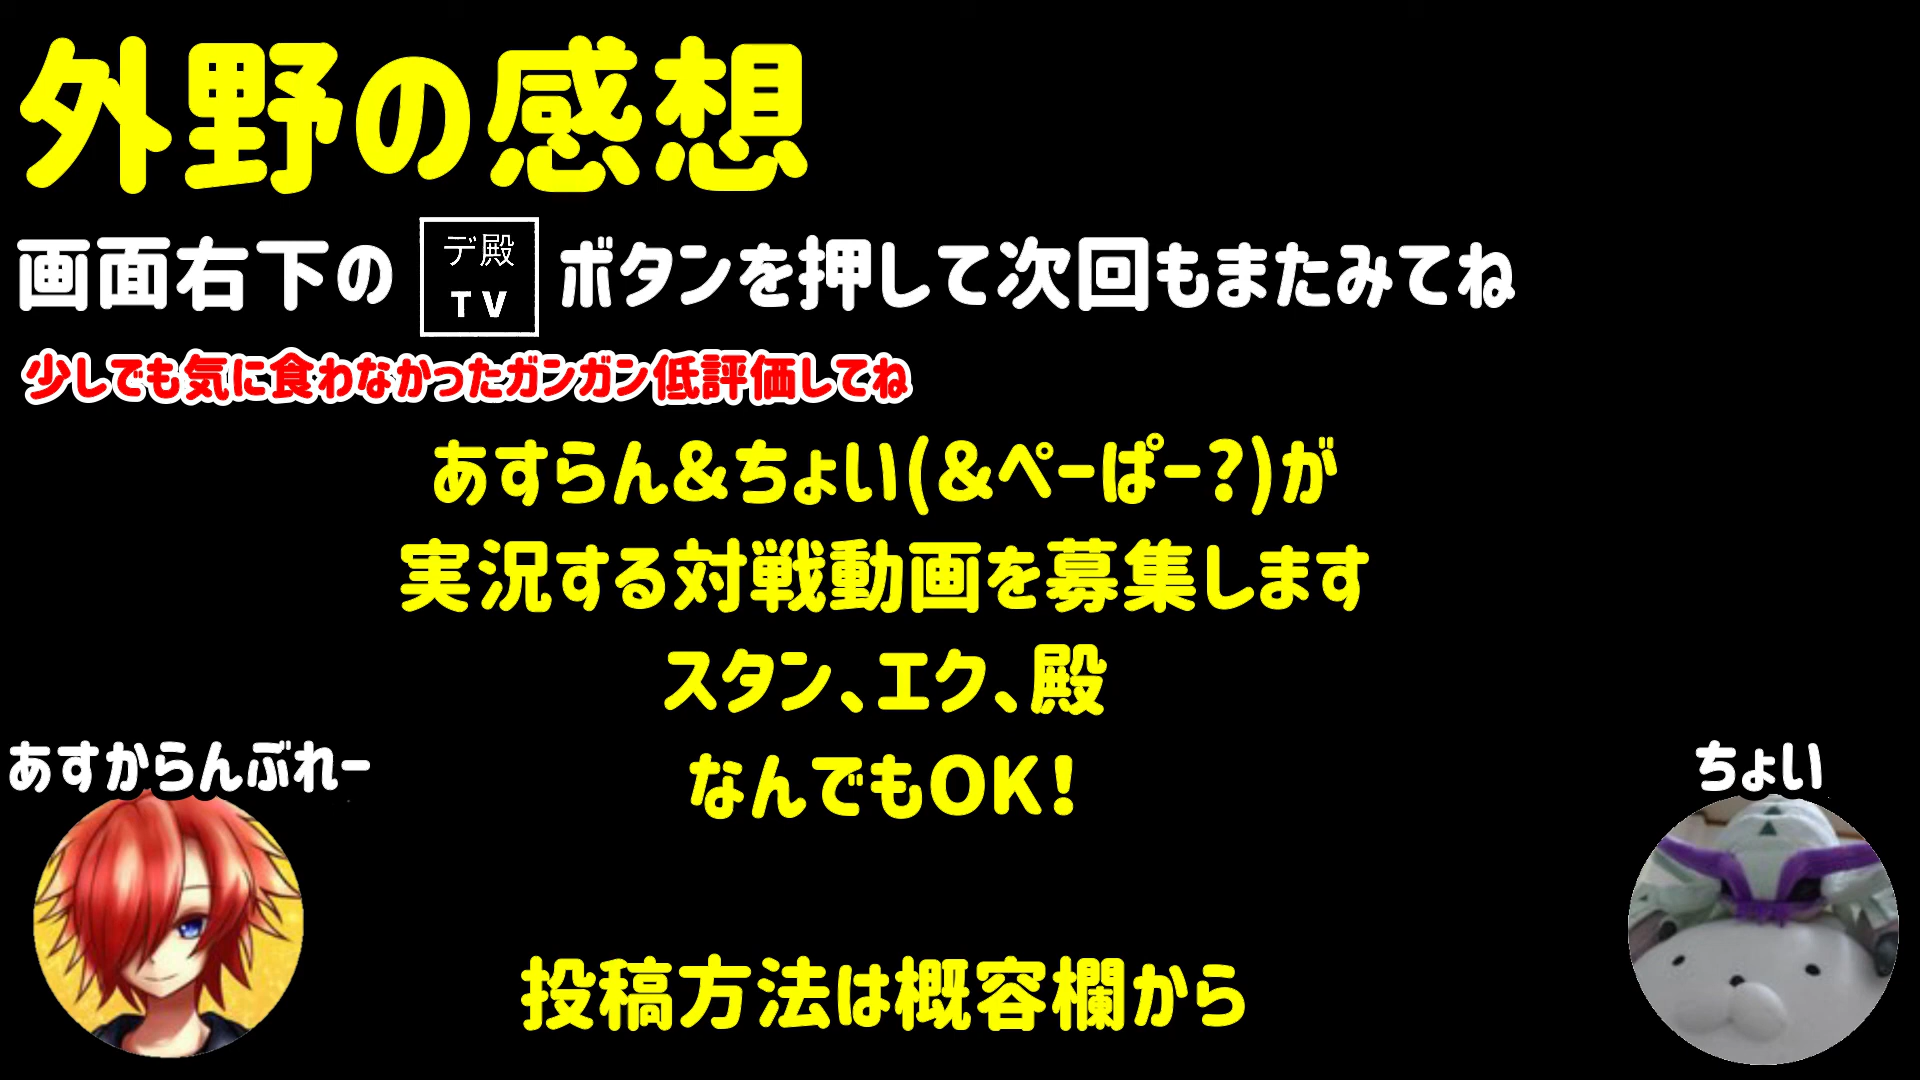 外野の感想
画面右下の デ殿TV ボタンを押して次回もまたみてね
少しでも気に食わなかったガンガン低評価してね
あすらん&ちょい(&ぺーぱー?)が
実況する対戦動画を募集します
スタン、エク、殿
なんでもOK!
あすからんぶれー
ちょい
投稿方法は概容欄から